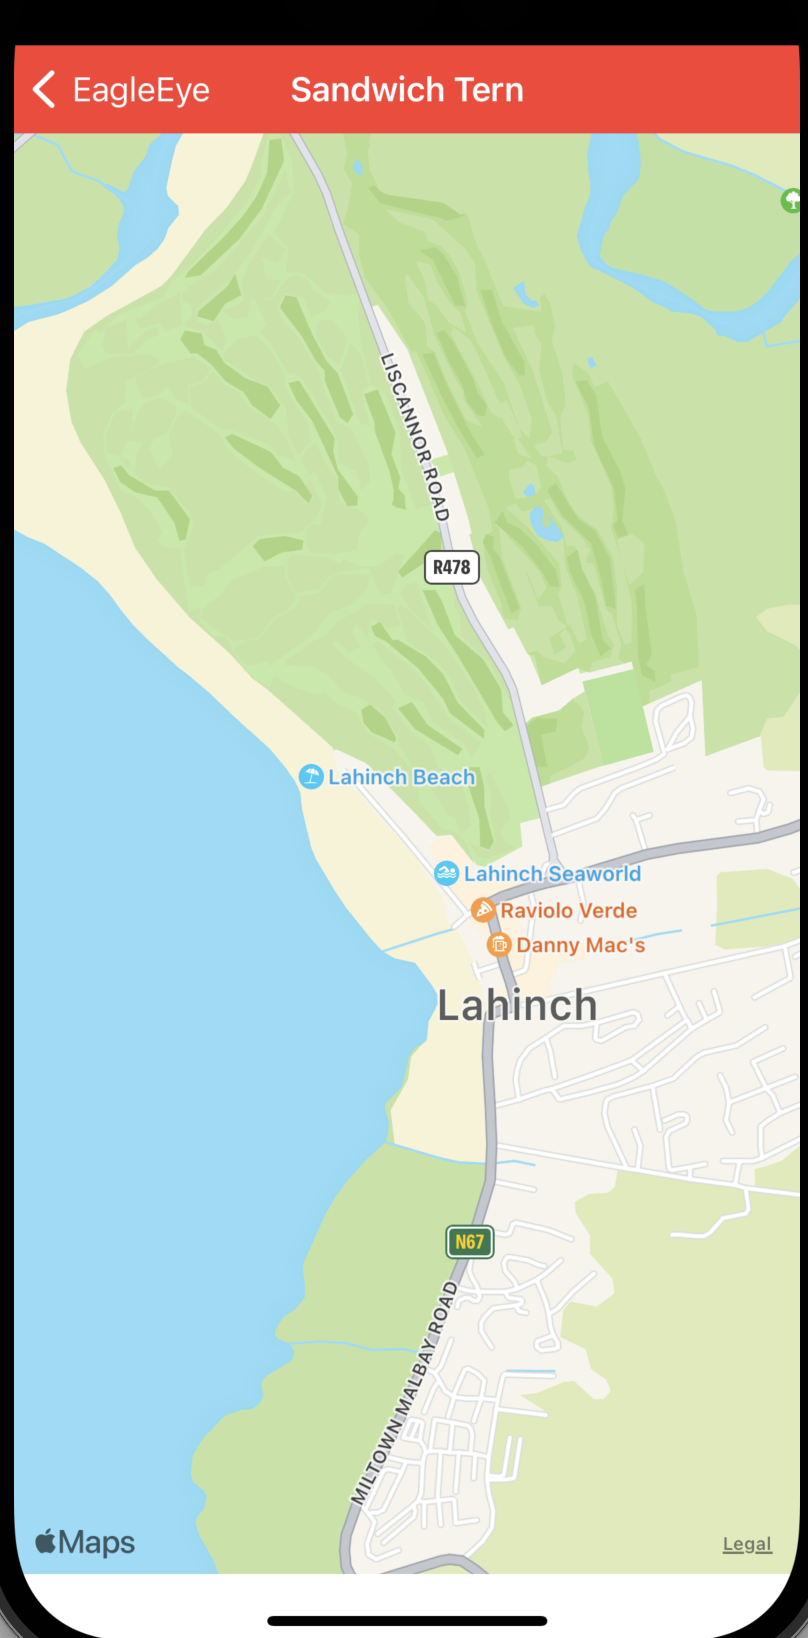 EagleEye
Sandwich Tern
LISCANNOR ROAD
R478
Lahinch Beach
Lahinch Seaworld
Raviolo Verde
Danny Mac's
Lahinch
N67
MILTOWN MALBAY ROAD
Maps
Legal